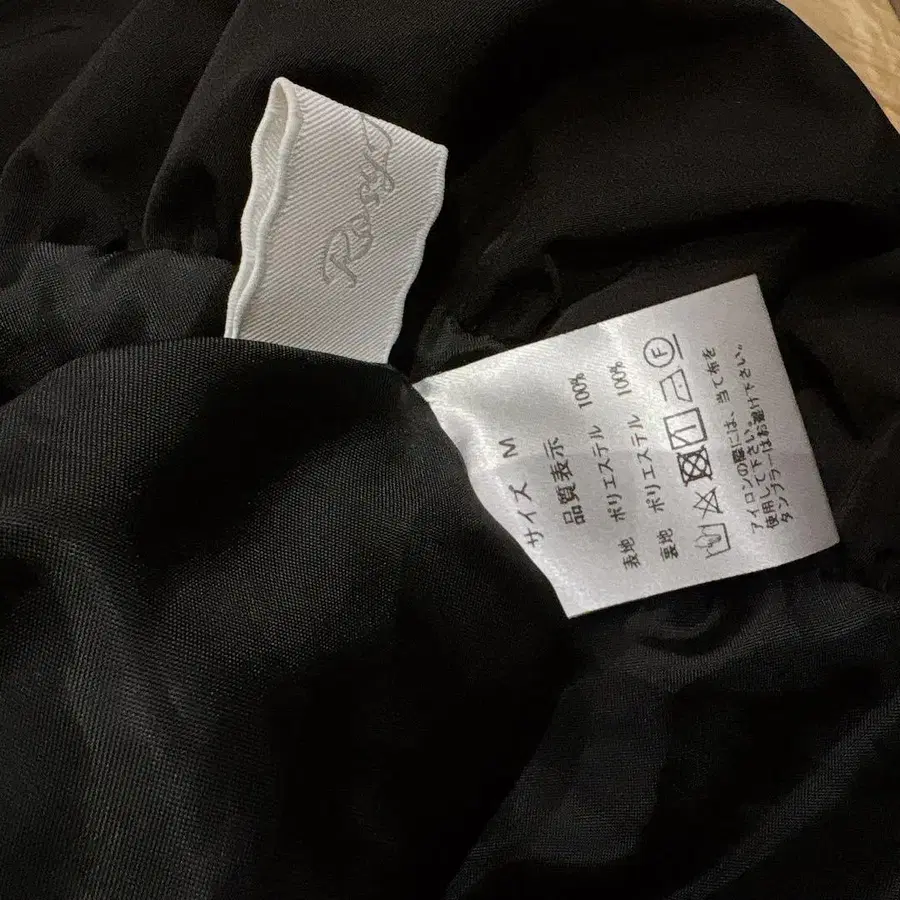 Rosy
サイズ M
品質表示
表地 ポリエステル 100%
裏地 ポリエステル 100%
F
アイロンの際には、当て布を
使用して下さい。
タンブラーはお避け下さい。